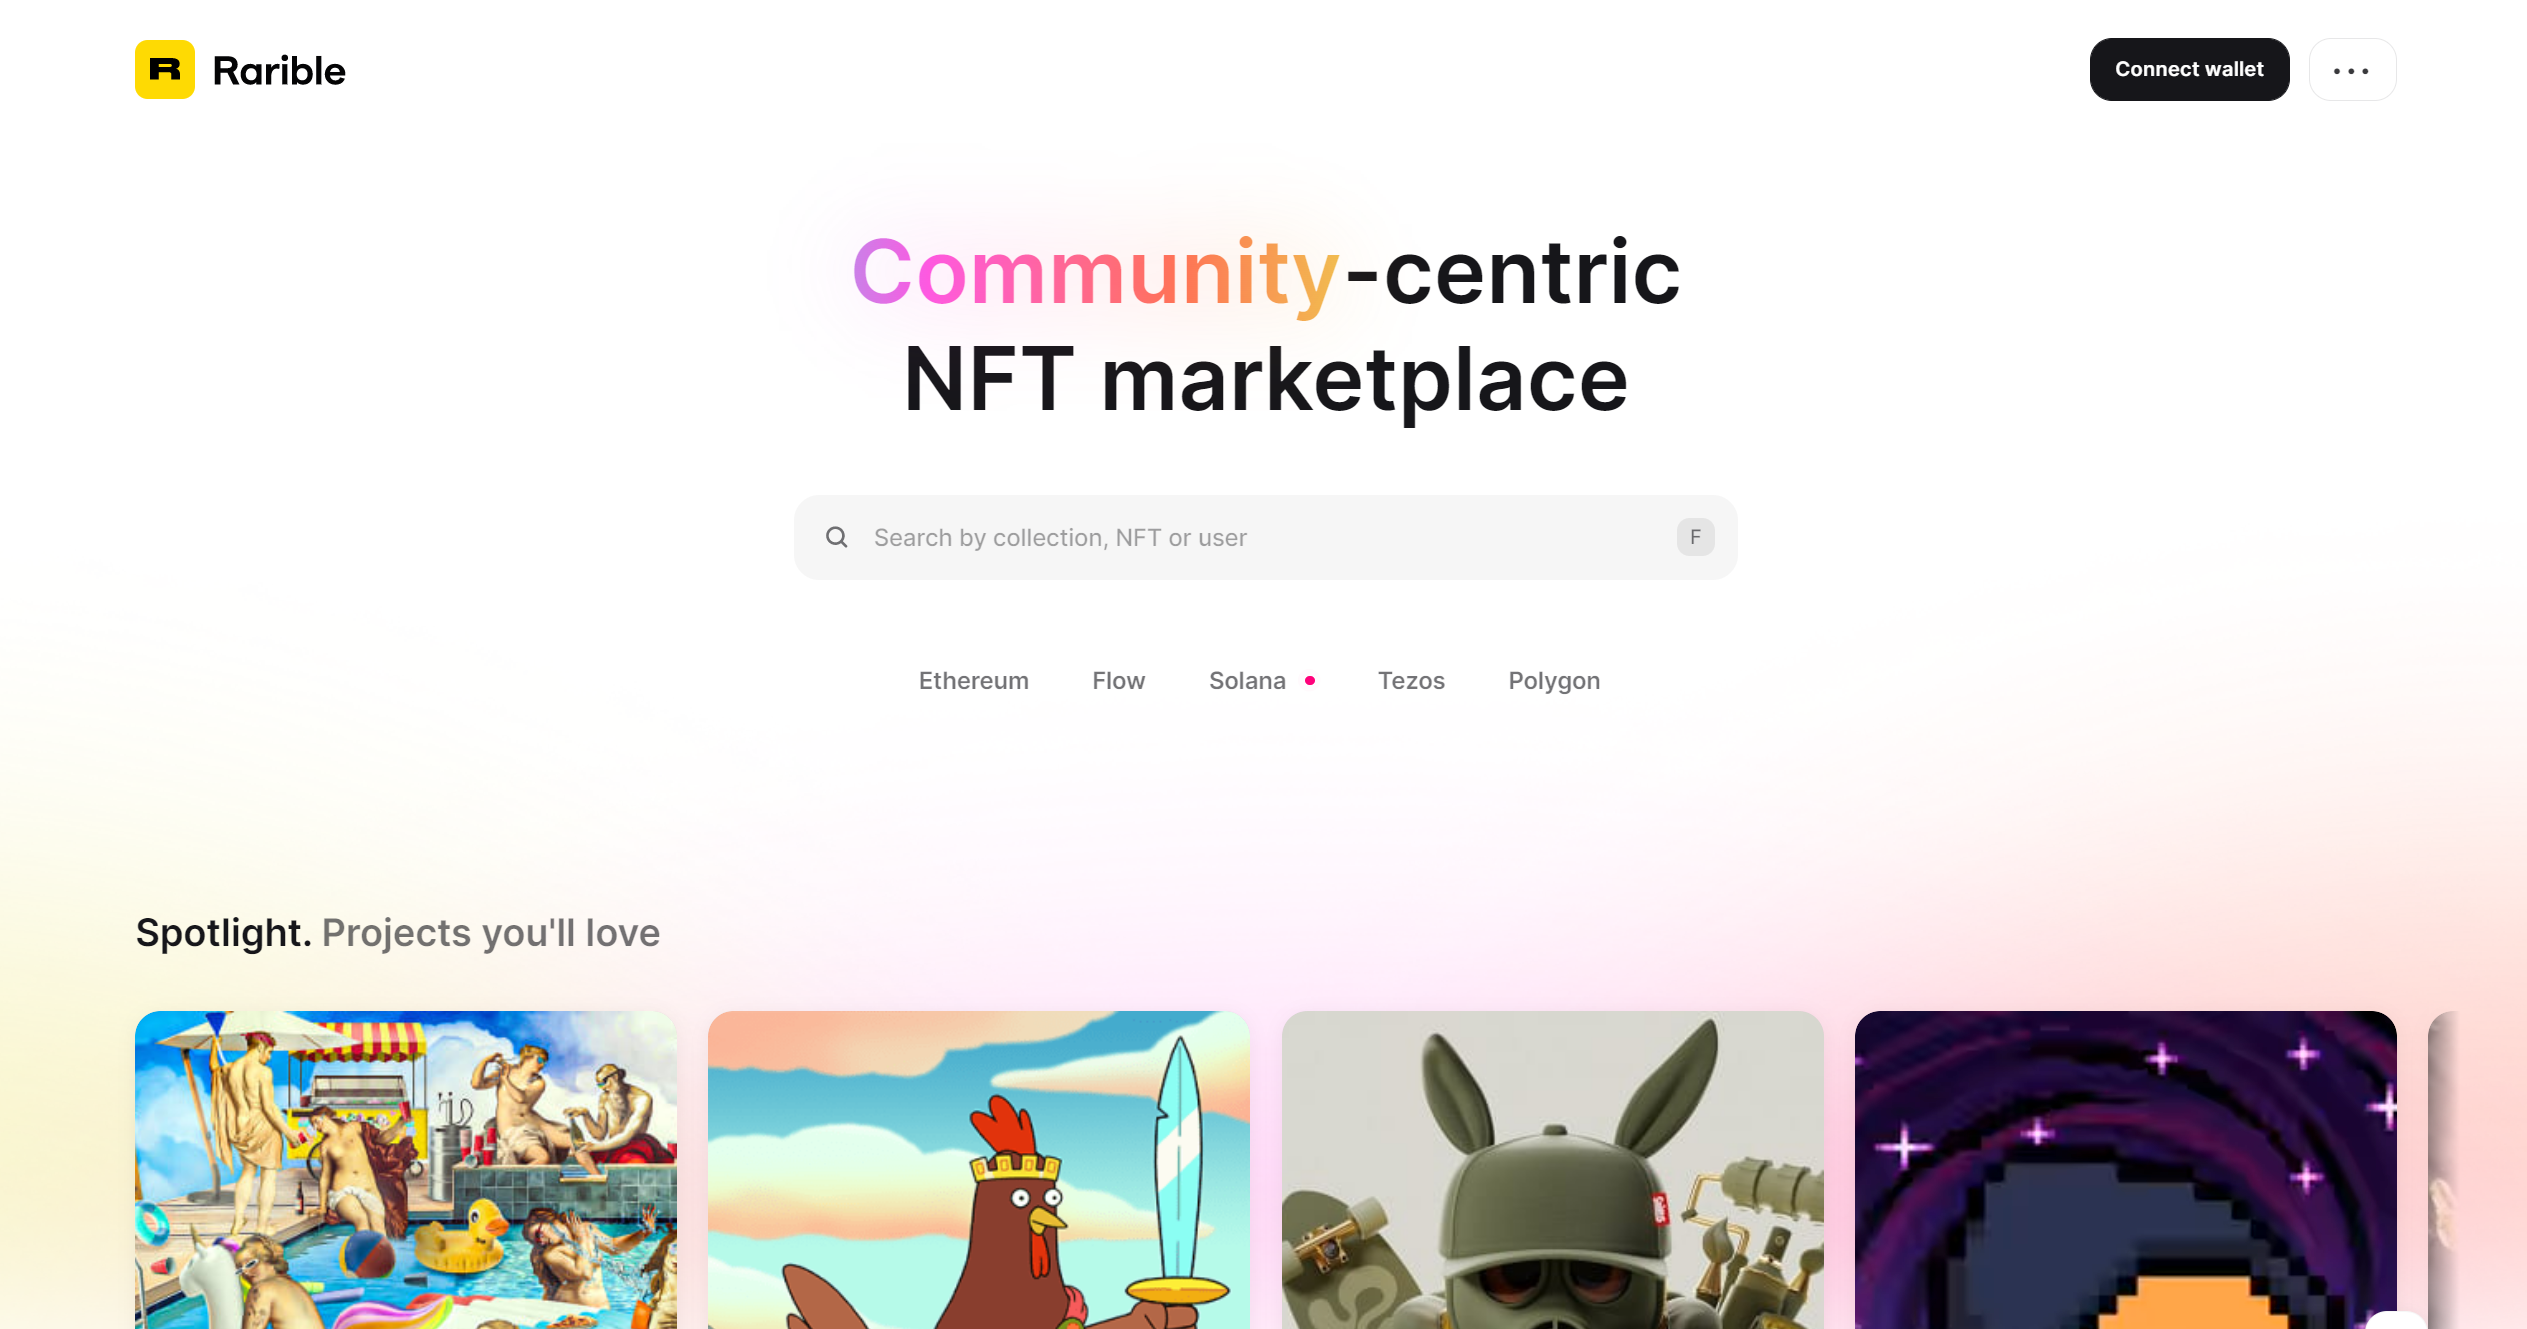 R Rarible
Connect wallet
...
Community-centric
NFT marketplace
Search by collection, NFT or user
F
Ethereum Flow Solana Tezos Polygon
Spotlight. Projects you'll love